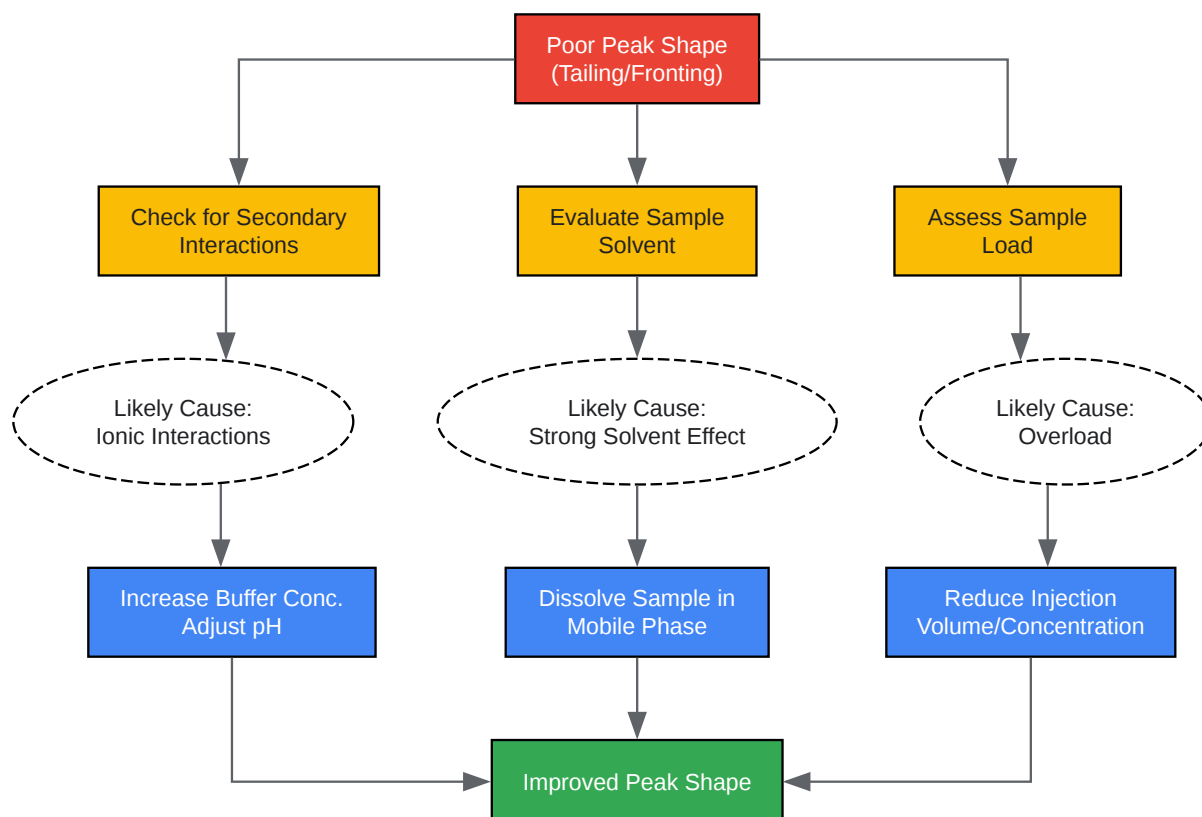 Poor Peak Shape
(Tailing/Fronting)
Check for Secondary
Interactions
Evaluate Sample
Solvent
Assess Sample
Load
Likely Cause:
Ionic Interactions
Likely Cause:
Strong Solvent Effect
Likely Cause:
Overload
Increase Buffer Conc.
Adjust pH
Dissolve Sample in
Mobile Phase
Reduce Injection
Volume/Concentration
Improved Peak Shape